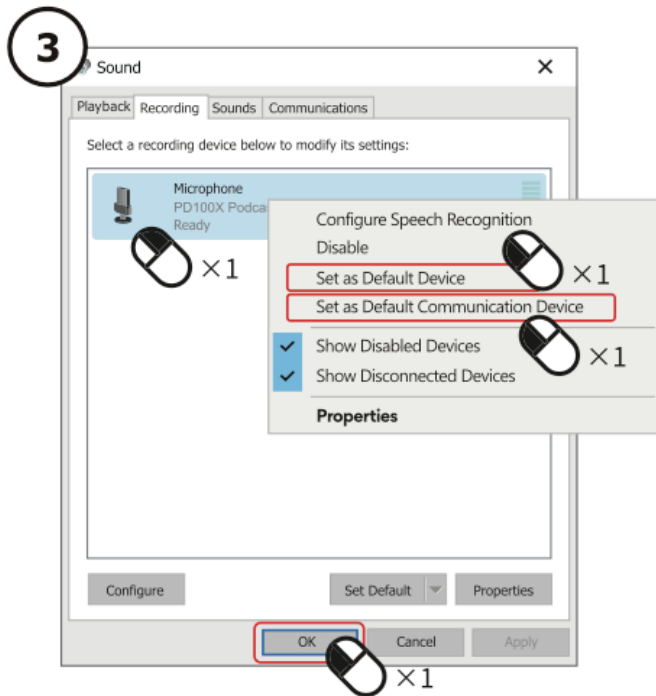 3
Sound
Playback Recording Sounds Communications
Select a recording device below to modify its settings:
Microphone
PD100X Podca
Ready
×1
Configure Speech Recognition
Disable
Set as Default Device
×1
Set as Default Communication Device
×1
Show Disabled Devices
Show Disconnected Devices
Properties
Configure
Set Default
Properties
OK
Cancel
Apply
×1